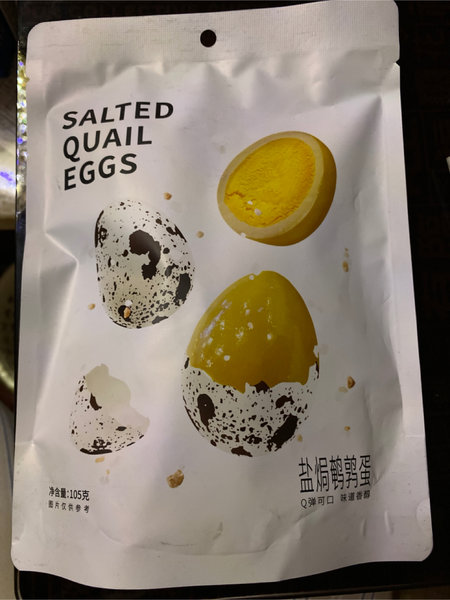 SALTED
QUAIL
EGGS
盐焗鹌鹑蛋
Q弹可口 味道香醇
净含量:105克
图片仅供参考